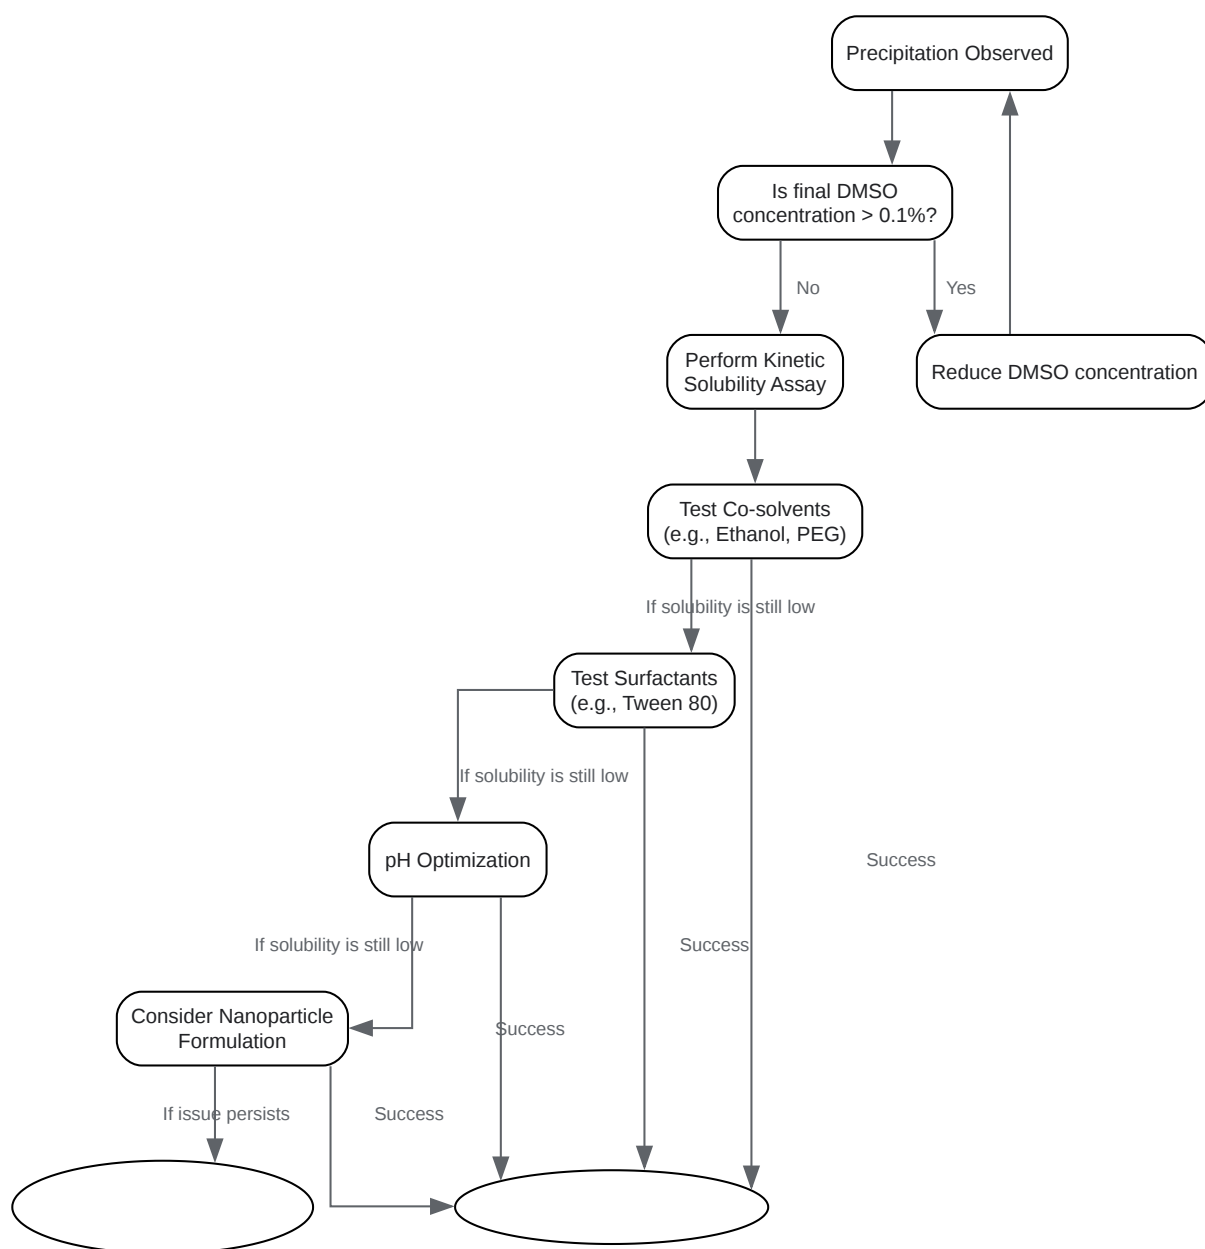 Precipitation Observed
Is final DMSO
concentration > 0.1%?
No
Yes
Perform Kinetic
Solubility Assay
Reduce DMSO concentration
Test Co-solvents
(e.g., Ethanol, PEG)
If solubility is still low
Test Surfactants
(e.g., Tween 80)
If solubility is still low
pH Optimization
Success
If solubility is still low
Success
Consider Nanoparticle
Formulation
Success
If issue persists
Success